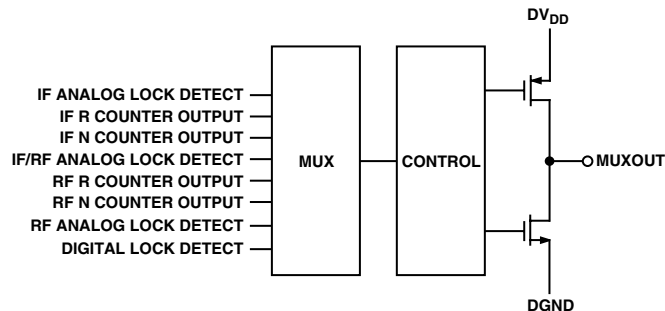 DVDD
IF ANALOG LOCK DETECT
IF R COUNTER OUTPUT
IF N COUNTER OUTPUT
IF/RF ANALOG LOCK DETECT
RF R COUNTER OUTPUT
RF N COUNTER OUTPUT
RF ANALOG LOCK DETECT
DIGITAL LOCK DETECT
MUX
CONTROL
MUXOUT
DGND